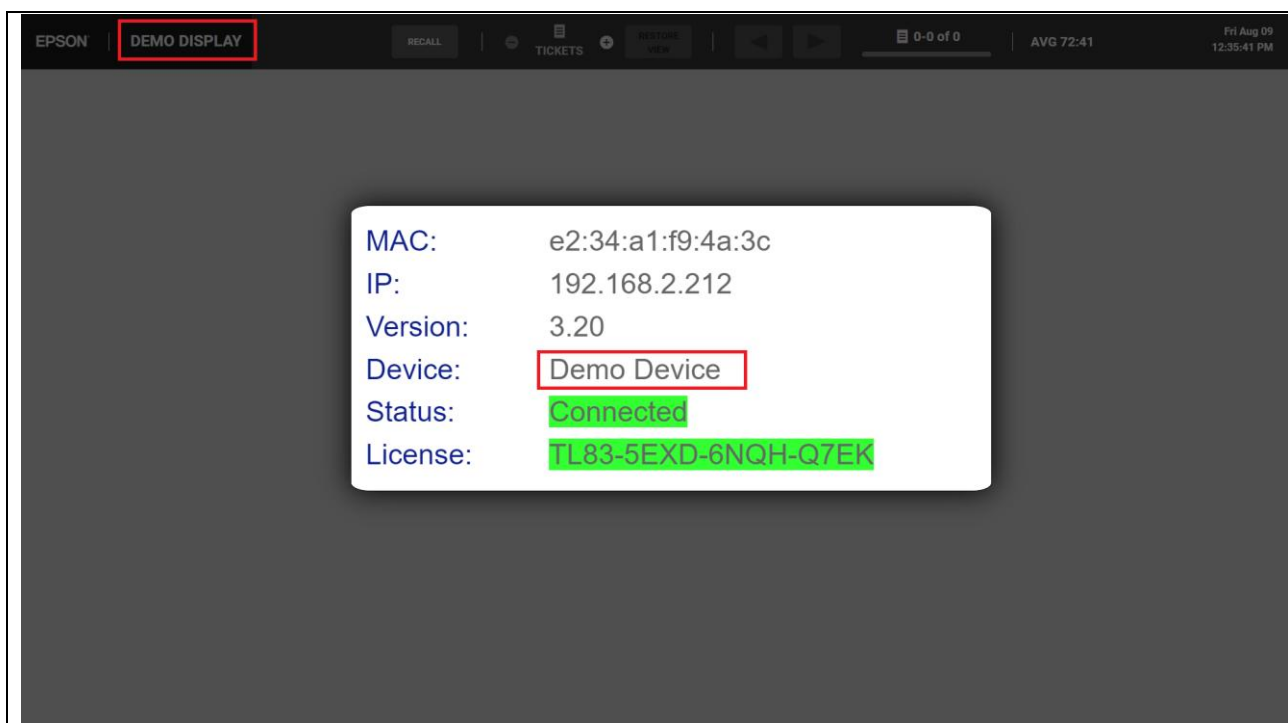 EPSON DEMO DISPLAY RECALL TICKETS RESTORE VIEW 0-0 of 0 AVG 72:41 Fri Aug 09
12:35:41 PM
MAC: e2:34:a1:f9:4a:3c
IP: 192.168.2.212
Version: 3.20
Device: Demo Device
Status: Connected
License: TL83-5EXD-6NQH-Q7EK